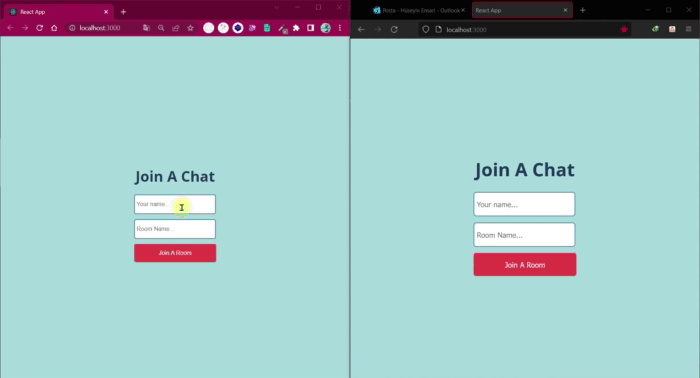 React App
localhost:3000
Join A Chat
Your name...
Room Name...
Join A Room
Posta - Hüseyin Ensari - Outlook
React App
localhost:3000
Join A Chat
Your name...
Room Name...
Join A Room